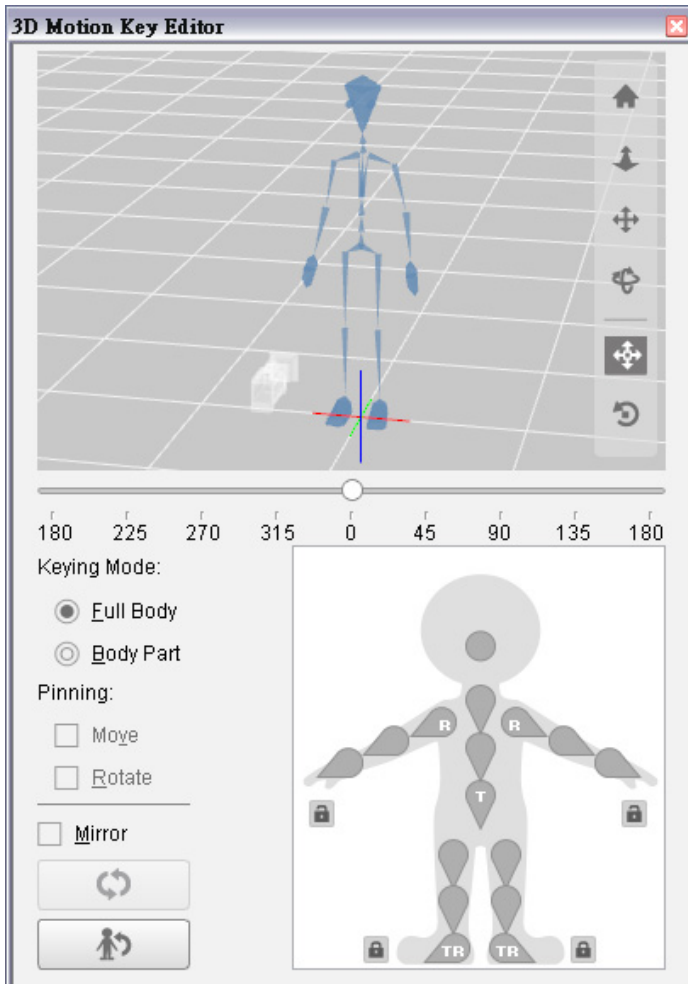 3D Motion Key Editor
180 225 270 315 0 45 90 135 180
Keying Mode:
Full Body
Body Part
Pinning:
Move
Rotate
Mirror
R R
T
TR TR